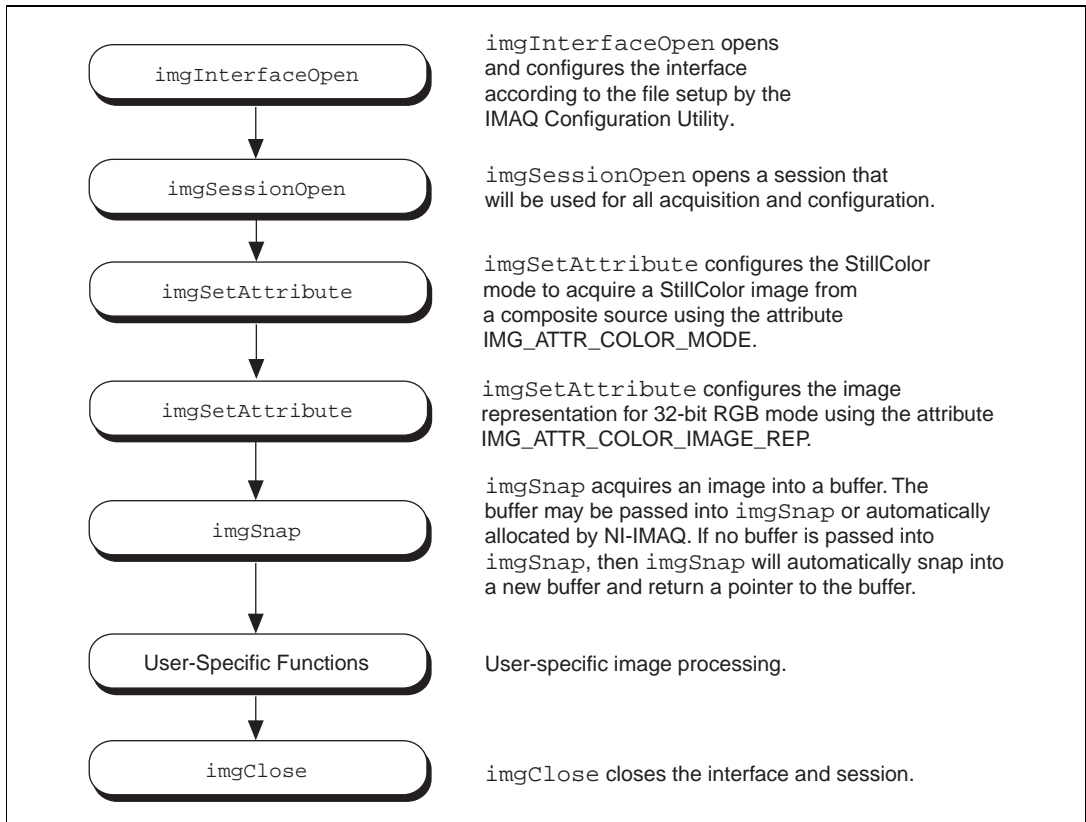 imgInterfaceOpen
imgInterfaceOpen opens
and configures the interface
according to the file setup by the
IMAQ Configuration Utility.
imgSessionOpen
imgSessionOpen opens a session that
will be used for all acquisition and configuration.
imgSetAttribute
imgSetAttribute configures the StillColor
mode to acquire a StillColor image from
a composite source using the attribute
IMG_ATTR_COLOR_MODE.
imgSetAttribute
imgSetAttribute configures the image
representation for 32-bit RGB mode using the attribute
IMG_ATTR_COLOR_IMAGE_REP.
imgSnap
imgSnap acquires an image into a buffer. The
buffer may be passed into imgSnap or automatically
allocated by NI-IMAQ. If no buffer is passed into
imgSnap, then imgSnap will automatically snap into
a new buffer and return a pointer to the buffer.
User-Specific Functions
User-specific image processing.
imgClose
imgClose closes the interface and session.